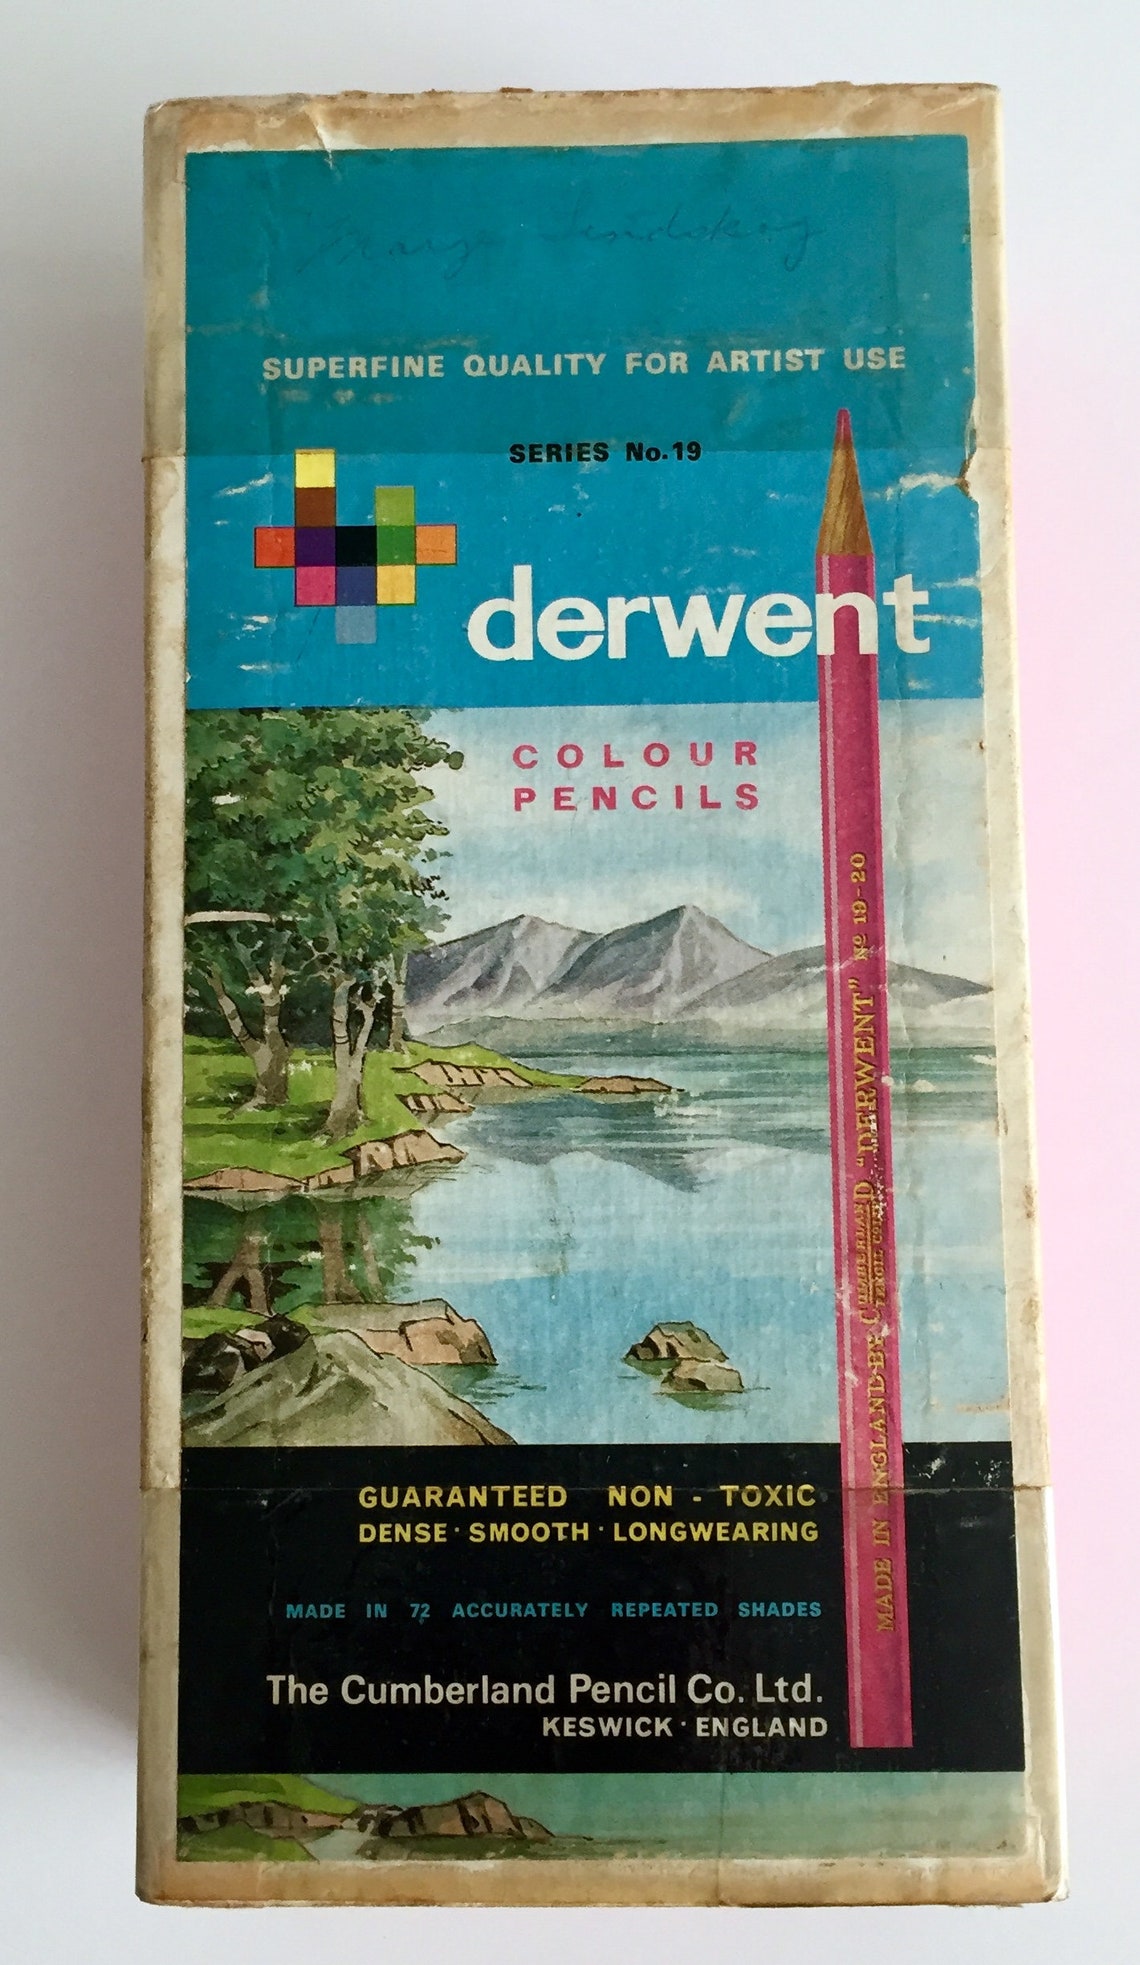 SUPERFINE QUALITY FOR ARTIST USE
SERIES No.19
derwent
COLOUR
PENCILS
MADE IN ENGLAND BY CUMBERLAND "DERWENT" Nº 19-20
PENCIL
GUARANTEED NON - TOXIC
DENSE · SMOOTH · LONGWEARING
MADE IN 72 ACCURATELY REPEATED SHADES
The Cumberland Pencil Co. Ltd.
KESWICK · ENGLAND